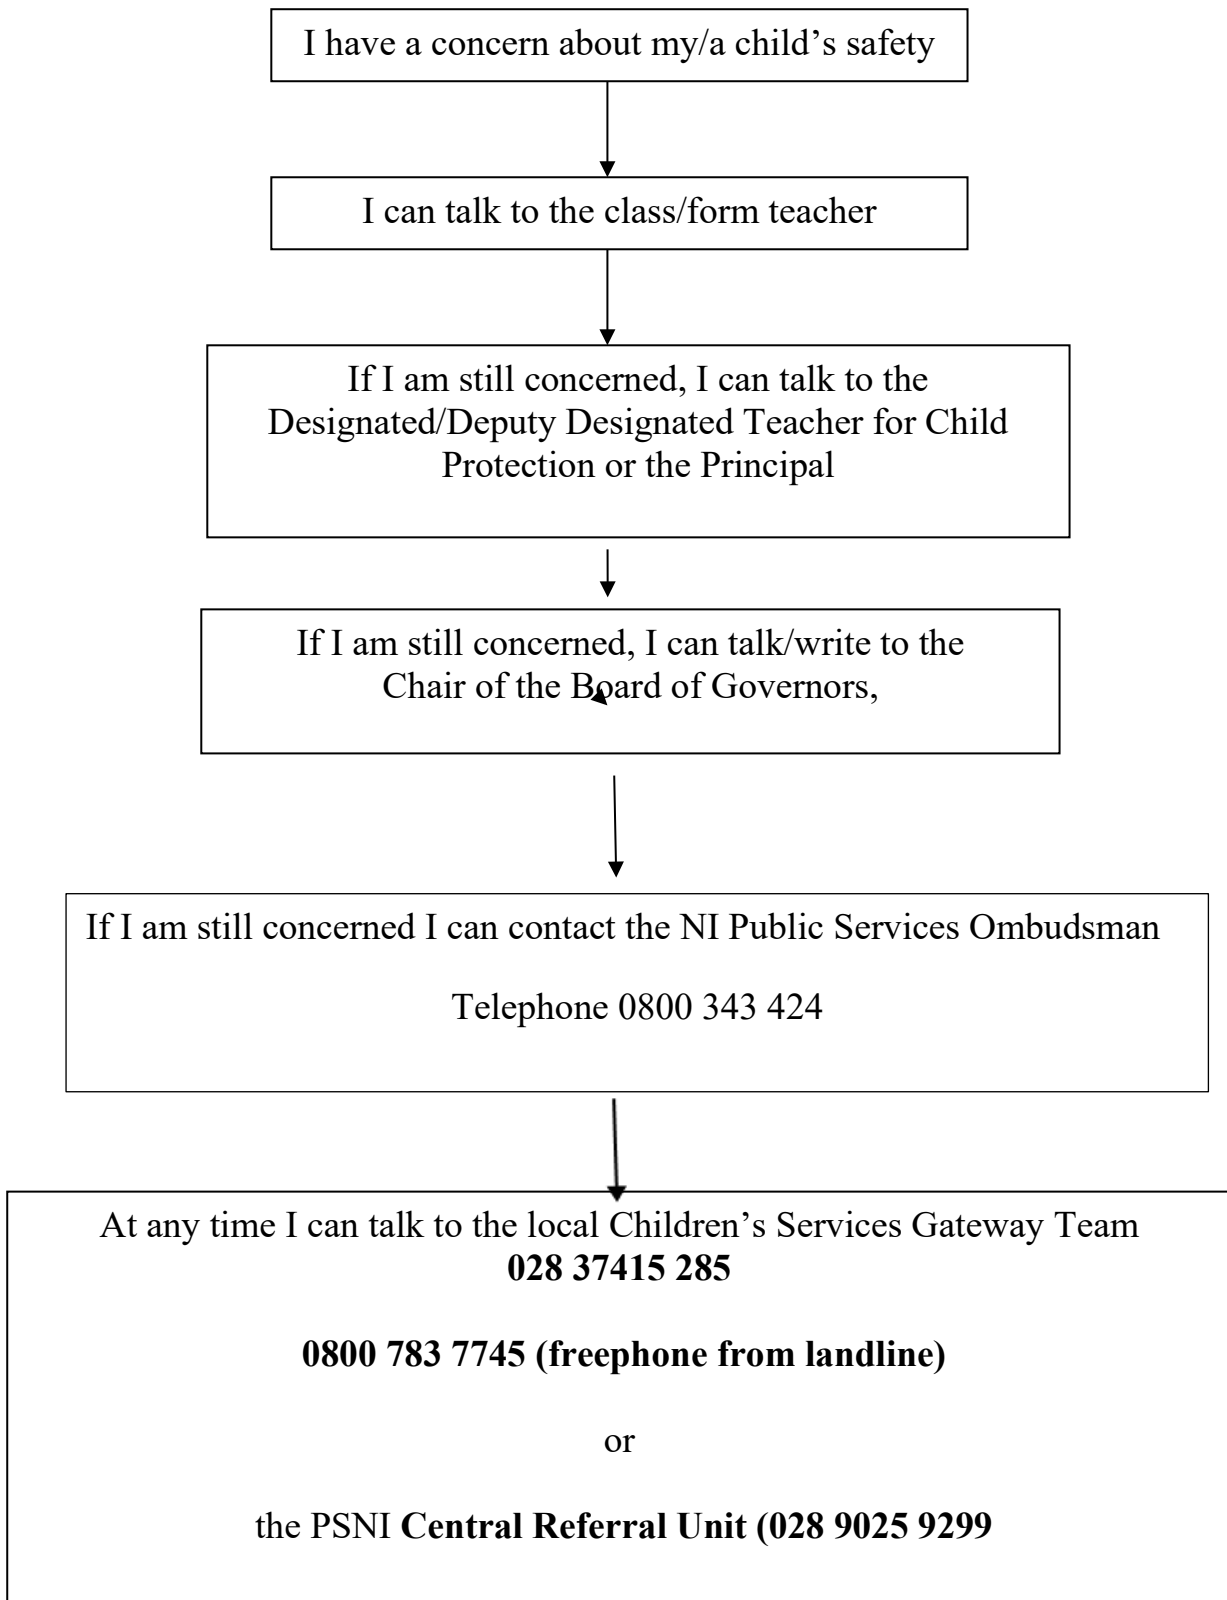 I have a concern about my/a child’s safety
I can talk to the class/form teacher
If I am still concerned, I can talk to the
Designated/Deputy Designated Teacher for Child
Protection or the Principal
If I am still concerned, I can talk/write to the
Chair of the Board of Governors,
If I am still concerned I can contact the NI Public Services Ombudsman
Telephone 0800 343 424
At any time I can talk to the local Children’s Services Gateway Team
028 37415 285
0800 783 7745 (freephone from landline)
or
the PSNI Central Referral Unit (028 9025 9299